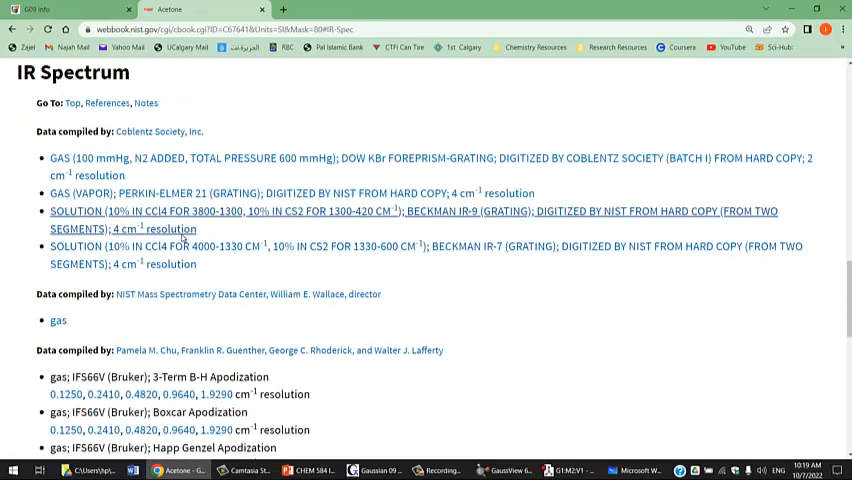 G09 Info
Acetone
webbook.nist.gov/cgi/cbook.cgi?ID=C67641&Units=SI&Mask=80#IR-Spec
Zajel Najah Mail Yahoo Mail UCalgary Mail الجزيرة.نت RBC Pal Islamic Bank CTFI Can Tire 1st Calgary Chemistry Resources Research Resources Coursera YouTube Sci-Hub:
IR Spectrum
Go To: Top, References, Notes
Data compiled by: Coblentz Society, Inc.
• GAS (100 mmHg, N2 ADDED, TOTAL PRESSURE 600 mmHg); DOW KBr FOREPRISM-GRATING; DIGITIZED BY COBLENTZ SOCIETY (BATCH I) FROM HARD COPY; 2
cm-1 resolution
• GAS (VAPOR); PERKIN-ELMER 21 (GRATING); DIGITIZED BY NIST FROM HARD COPY; 4 cm-1 resolution
• SOLUTION (10% IN CCl4 FOR 3800-1300, 10% IN CS2 FOR 1300-420 CM-1); BECKMAN IR-9 (GRATING); DIGITIZED BY NIST FROM HARD COPY (FROM TWO
SEGMENTS); 4 cm-1 resolution
• SOLUTION (10% IN CCl4 FOR 4000-1330 CM-1, 10% IN CS2 FOR 1330-600 CM-1); BECKMAN IR-7 (GRATING); DIGITIZED BY NIST FROM HARD COPY (FROM TWO
SEGMENTS); 4 cm-1 resolution
Data compiled by: NIST Mass Spectrometry Data Center, William E. Wallace, director
• gas
Data compiled by: Pamela M. Chu, Franklin R. Guenther, George C. Rhoderick, and Walter J. Lafferty
• gas; IFS66V (Bruker); 3-Term B-H Apodization
0.1250, 0.2410, 0.4820, 0.9640, 1.9290 cm-1 resolution
• gas; IFS66V (Bruker); Boxcar Apodization
0.1250, 0.2410, 0.4820, 0.9640, 1.9290 cm-1 resolution
• gas; IFS66V (Bruker); Happ Genzel Apodization
C:\Users\hp\... Acetone - G... Camtasia St... CHEM 584 I... Gaussian 09 ... Recording... GaussView 6... G1:M2:V1 - ... Microsoft W...
10:19 AM
10/7/2022